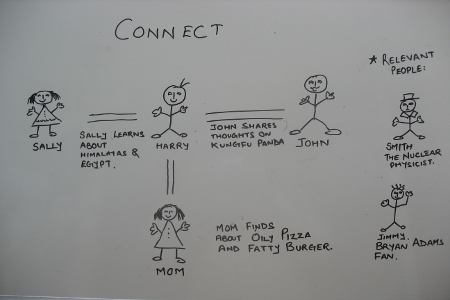 CONNECT
* RELEVANT
PEOPLE:
SALLY
SALLY LEARNS
ABOUT
HIMALAYAS &
EGYPT.
HARRY
JOHN SHARES
THOUGHTS ON
KUNGFU PANDA
JOHN
SMITH
THE NUCLEAR
PHYSICIST.
MOM
MOM FINDS
ABOUT OILY PIZZA
AND FATTY BURGER.
JIMMY.
BRYAN ADAMS
FAN.